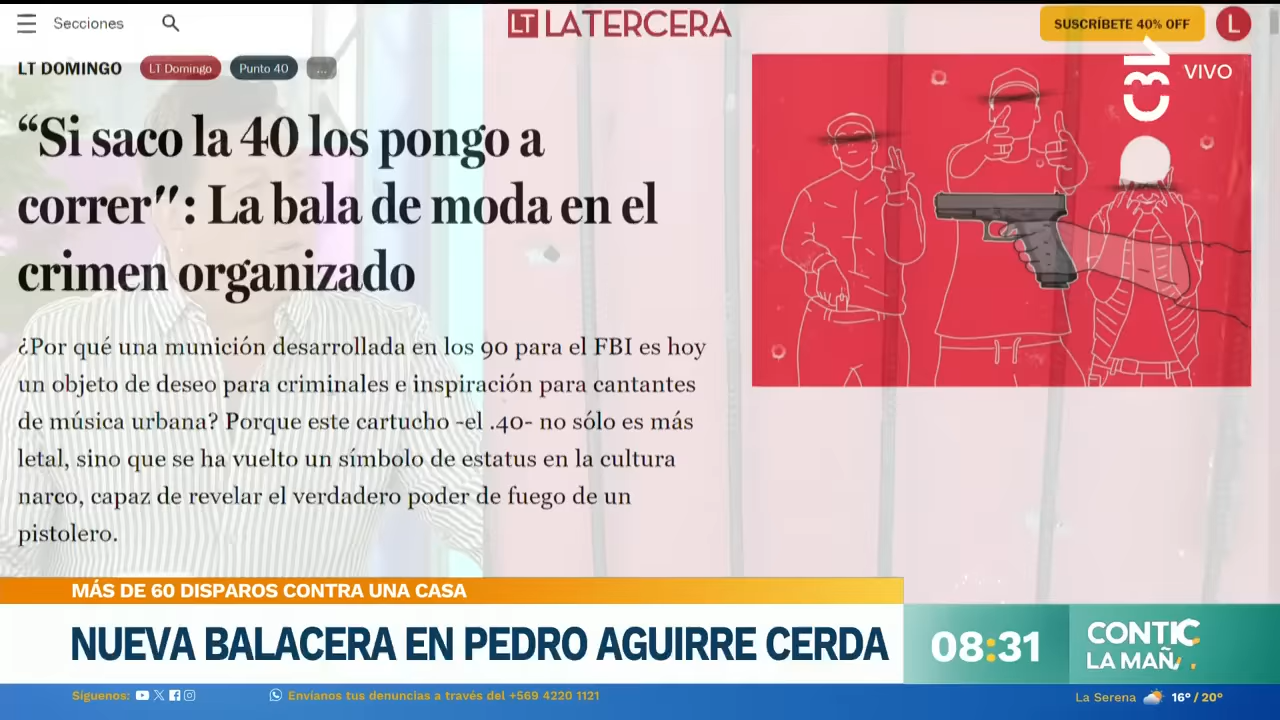 Secciones
LT LATERCERA
SUSCRÍBETE 40% OFF
L
LT DOMINGO
LT Domingo
Punto 40
...
VIVO
“Si saco la 40 los pongo a
correr": La bala de moda en el
crimen organizado
¿Por qué una munición desarrollada en los 90 para el FBI es hoy
un objeto de deseo para criminales e inspiración para cantantes
de música urbana? Porque este cartucho -el .40- no sólo es más
letal, sino que se ha vuelto un símbolo de estatus en la cultura
narco, capaz de revelar el verdadero poder de fuego de un
pistolero.
MÁS DE 60 DISPAROS CONTRA UNA CASA
NUEVA BALACERA EN PEDRO AGUIRRE CERDA
08:31
LA
Síguenos:
Envíanos tus denuncias a través del +569 4220 1121
La Serena 16° / 20°